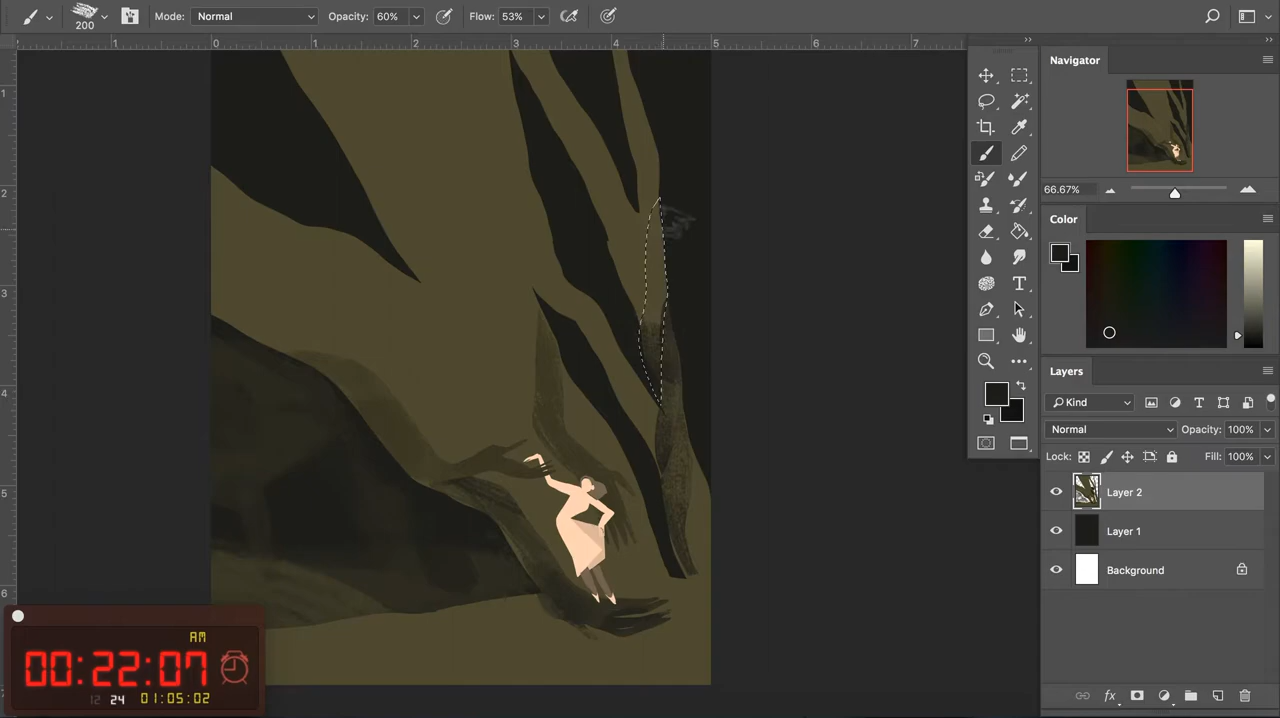 200
Mode: Normal
Opacity: 60%
Flow: 53%
1 0 1 2 3 4 5 6 7
1
2
3
4
5
6
Navigator
66.67%
Color
Layers
Kind
Normal
Opacity: 100%
Lock:
Fill: 100%
Layer 2
Layer 1
Background
fx
AM
00:22:07
12 24 01:05:02